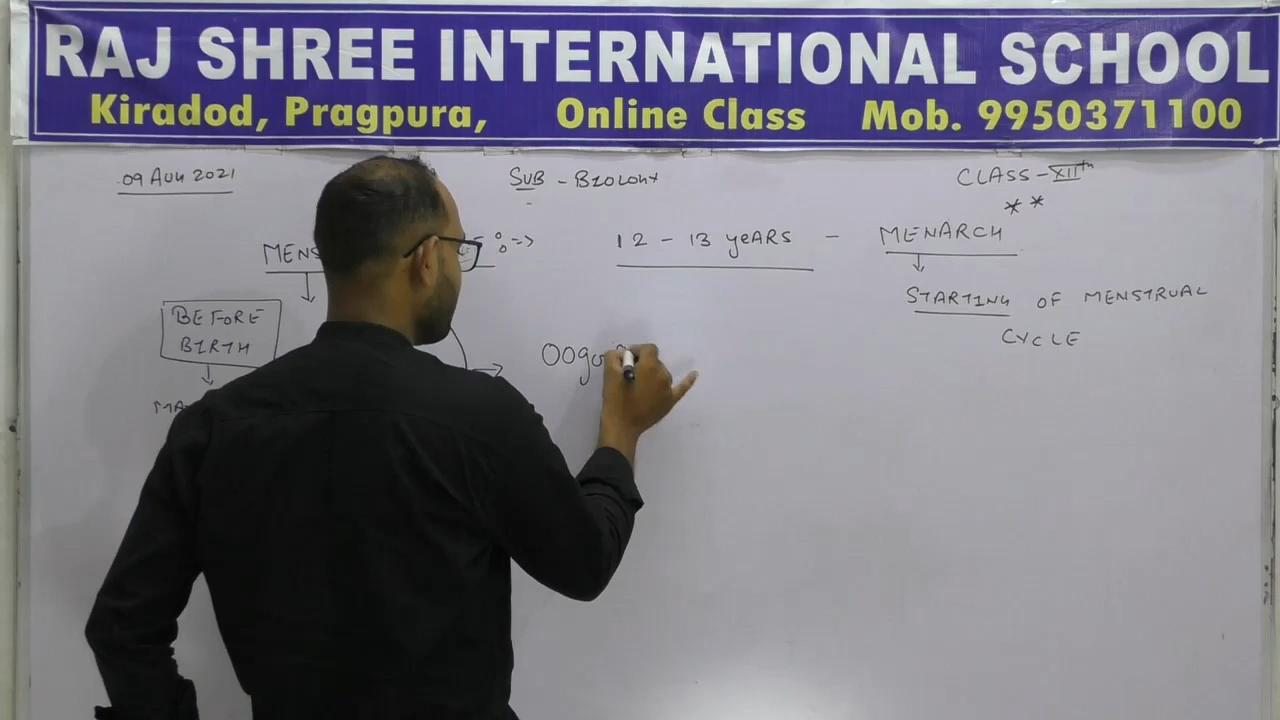 RAJ SHREE INTERNATIONAL SCHOOL
Kiradod, Pragpura, Online Class Mob. 9950371100
09 AUG 2021 SUB - BIOLOGY CLASS - XIIth
**
12 - 13 yeARS - MENARCH
STARTING OF MENSTRUAL
CYCLE
BEFORE
BIRTH